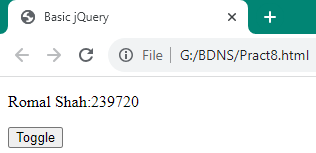 Basic jQuery
File G:/BDNS/Pract8.html
Romal Shah:239720
Toggle